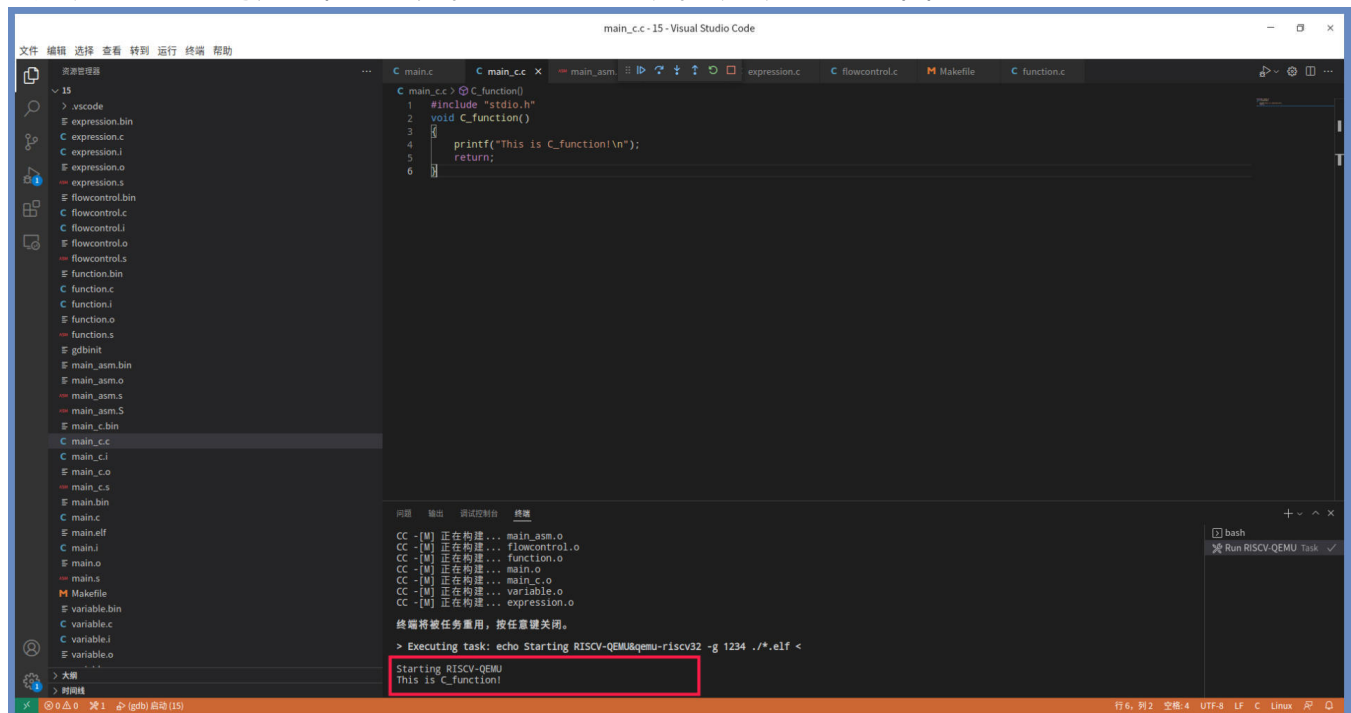 main_c.c - 15 - Visual Studio Code
文件 编辑 选择 查看 转到 运行 终端 帮助
资源管理器 ···
C main.c C main_c.c × main_asm. expression.c C flowcontrol.c M Makefile C function.c
15
C main_c.c > C_function()
.vscode
expression.bin
C expression.c
C expression.i
expression.o
expression.s
flowcontrol.bin
C flowcontrol.c
C flowcontrol.i
flowcontrol.o
flowcontrol.s
function.bin
C function.c
C function.i
function.o
function.s
gdbinit
main_asm.bin
main_asm.o
main_asm.s
main_asm.S
main_c.bin
C main_c.c
C main_c.i
main_c.o
main_c.s
main.bin
C main.c
main.elf
C main.i
main.o
main.s
M Makefile
variable.bin
C variable.c
C variable.i
variable.o
大纲
时间线
1 #include "stdio.h"
2 void C_function()
3 {
4 printf("This is C_function!\n");
5 return;
6 }
问题 输出 调试控制台 终端
CC -[M] 正在构建... main_asm.o
CC -[M] 正在构建... flowcontrol.o
CC -[M] 正在构建... function.o
CC -[M] 正在构建... main.o
CC -[M] 正在构建... main_c.o
CC -[M] 正在构建... variable.o
CC -[M] 正在构建... expression.o
终端将被任务重用，按任意键关闭。
> Executing task: echo Starting RISCV-QEMU&qemu-riscv32 -g 1234 ./*.elf <
Starting RISCV-QEMU
This is C_function!
bash
Run RISCV-QEMU Task ✓
0 0 1 (gdb) 启动 (15) 行 6，列 2 空格: 4 UTF-8 LF C Linux